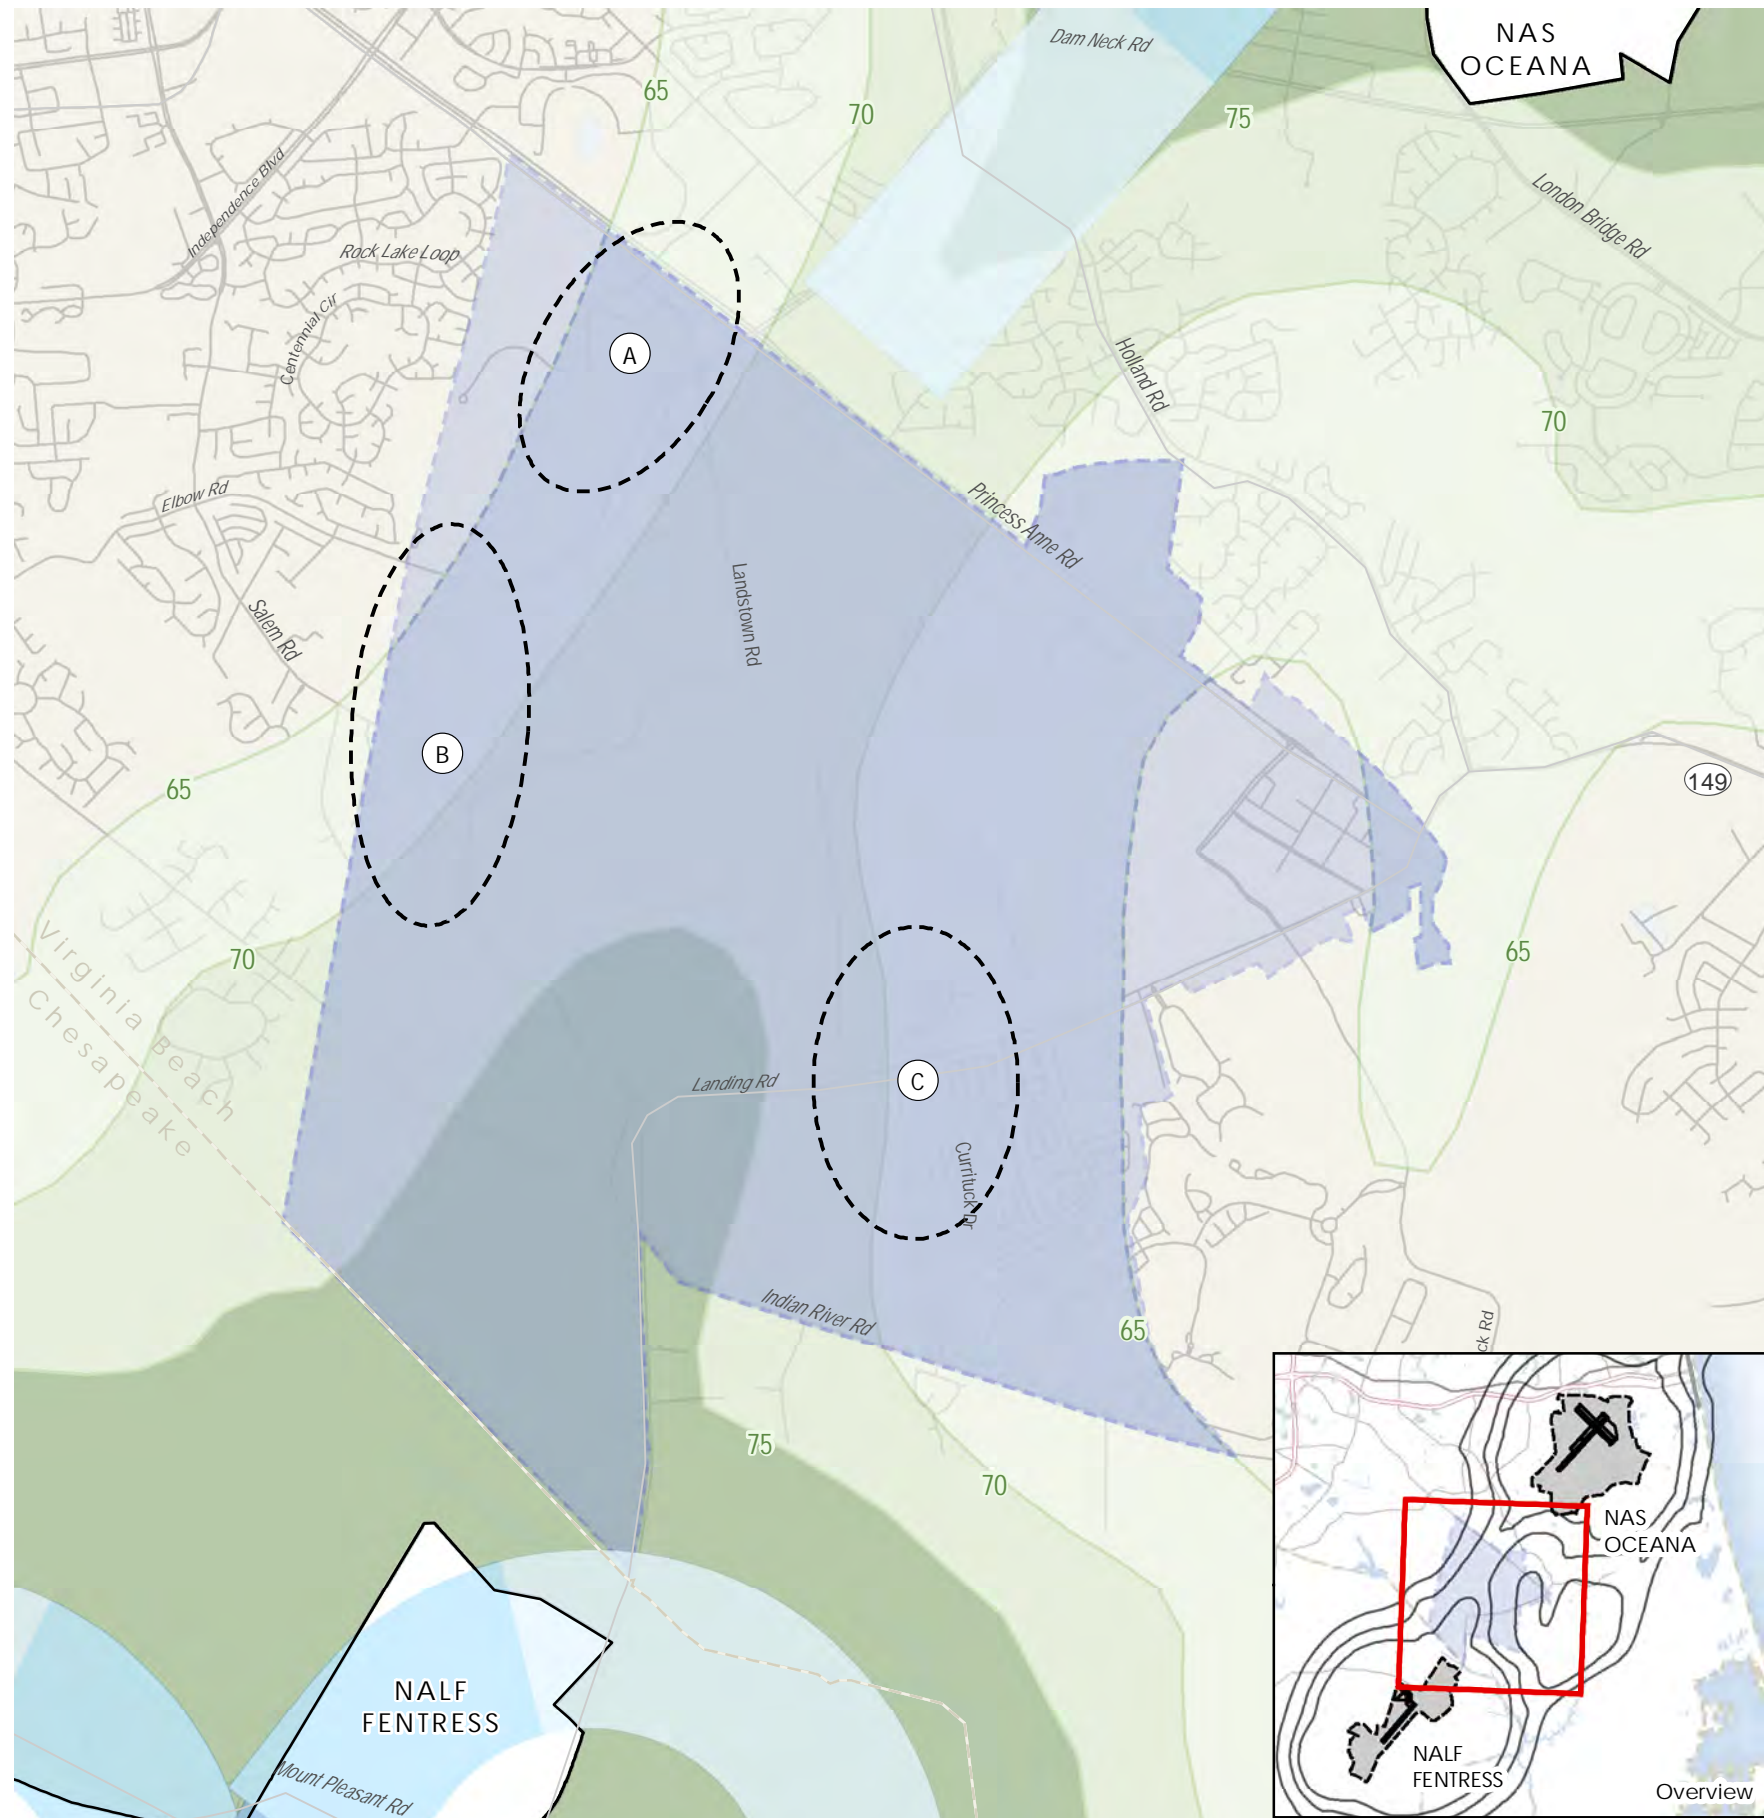 NAS
OCEANA
Dam Neck Rd
65
70
75
Independence Blvd
London Bridge Rd
Rock Lake Loop
Centennial Cir
A
Holland Rd
70
Elbow Rd
Princess Anne Rd
Landstown Rd
Salem Rd
B
149
65
70
65
Virginia Beach
Chesapeake
Landing Rd
C
Currituck Dr
Indian River Rd
65
ck Rd
75
70
NALF
FENTRESS
Mount Pleasant Rd
NAS
OCEANA
NALF
FENTRESS
Overview